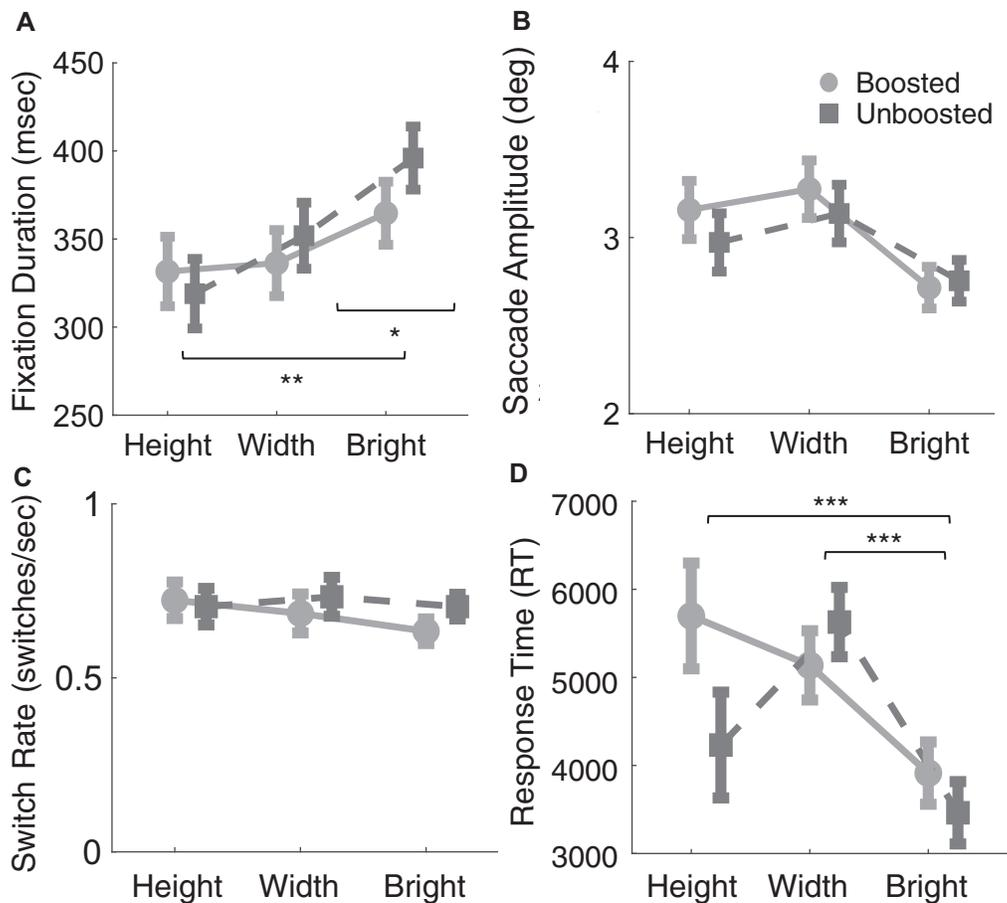 A
Fixation Duration (msec)
450
400
350
300
250
*
**
Height Width Bright
B
Saccade Amplitude (deg)
4
3
2
Boosted
Unboosted
Height Width Bright
C
Switch Rate (switches/sec)
1
0.5
0
Height Width Bright
D
Response Time (RT)
7000
6000
5000
4000
3000
***
***
Height Width Bright